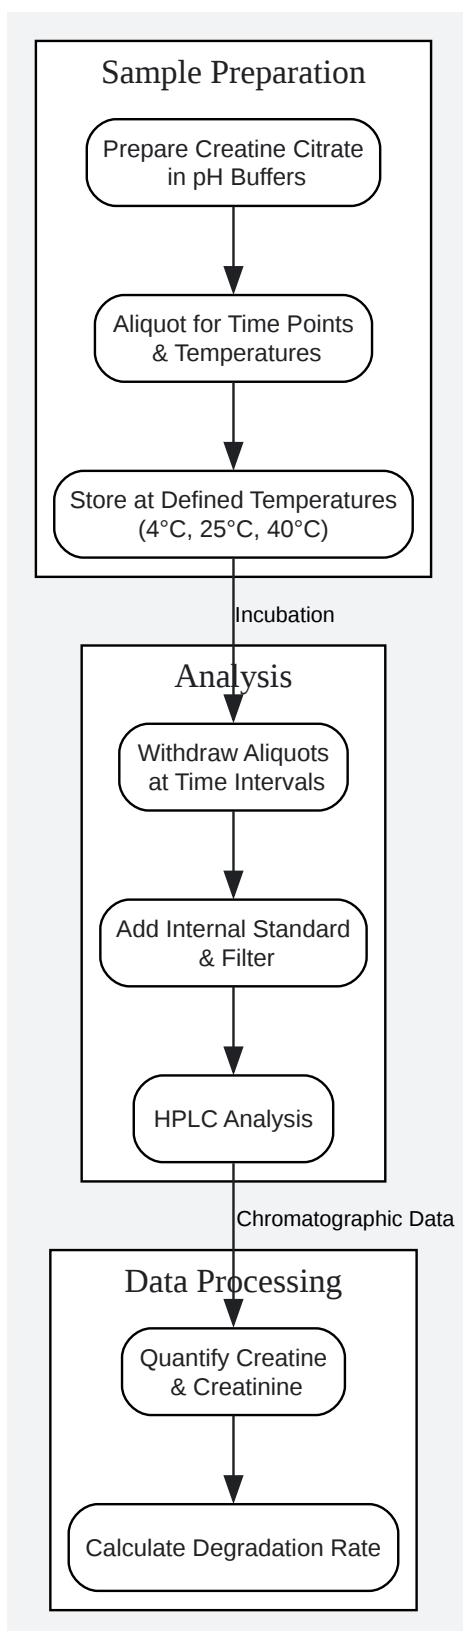 Sample Preparation
Prepare Creatine Citrate
in pH Buffers
Aliquot for Time Points
& Temperatures
Store at Defined Temperatures
(4°C, 25°C, 40°C)
Incubation
Analysis
Withdraw Aliquots
at Time Intervals
Add Internal Standard
& Filter
HPLC Analysis
Chromatographic Data
Data Processing
Quantify Creatine
& Creatinine
Calculate Degradation Rate